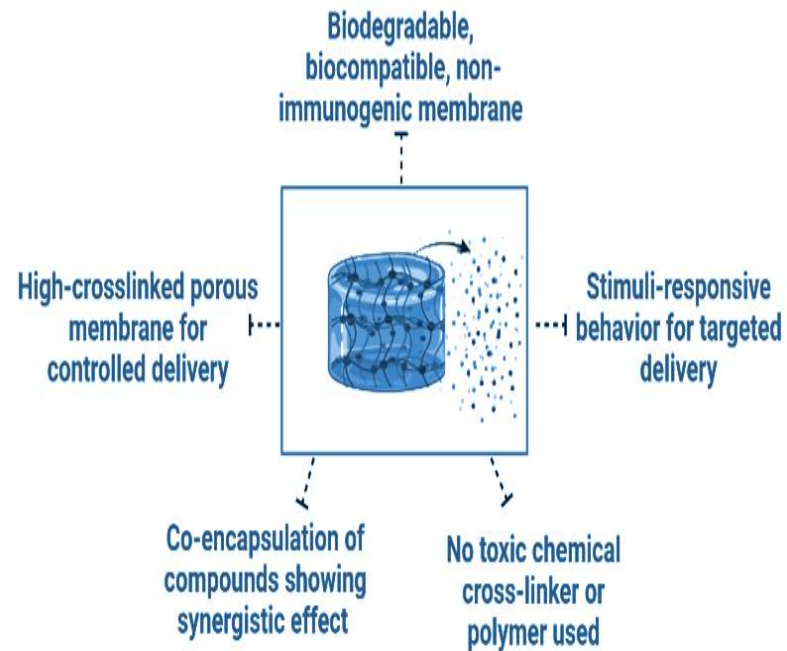 Biodegradable,
biocompatible, non-
immunogenic membrane
High-crosslinked porous
membrane for
controlled delivery
Stimuli-responsive
behavior for targeted
delivery
Co-encapsulation of
compounds showing
synergistic effect
No toxic chemical
cross-linker or
polymer used